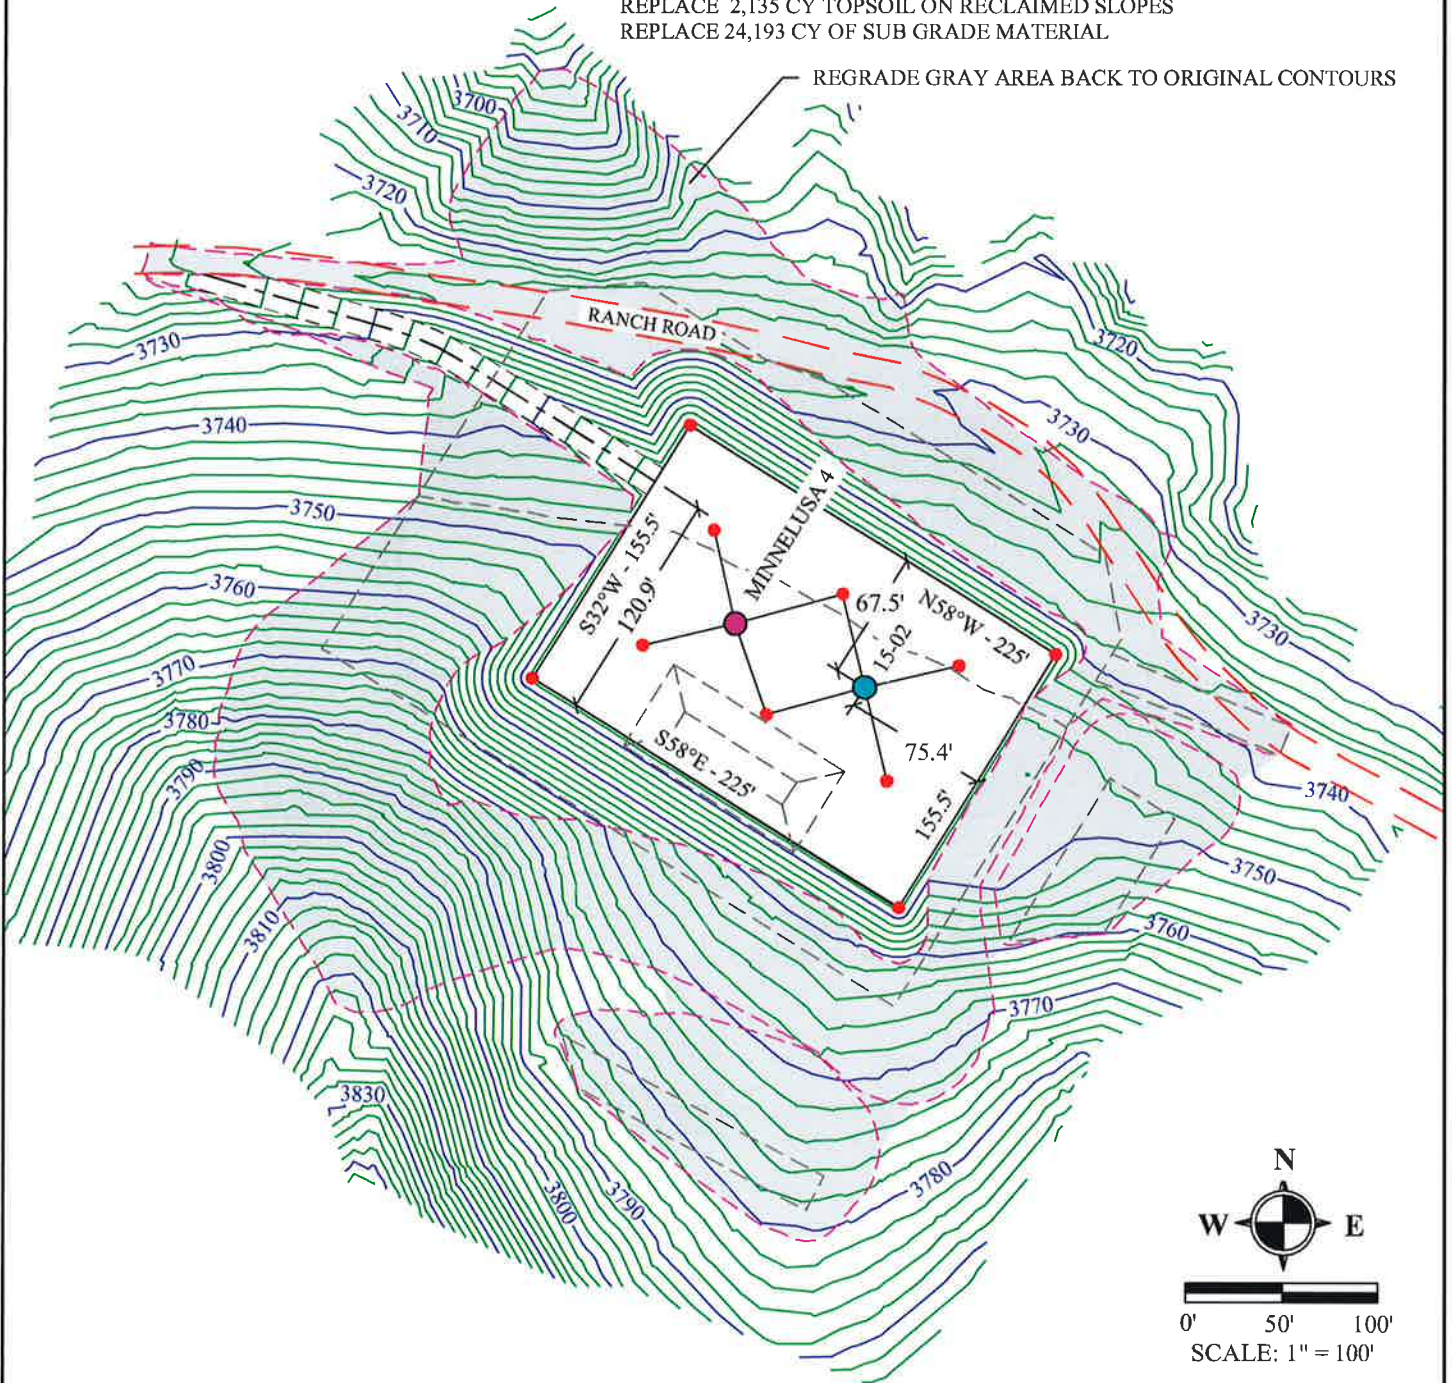 REPLACE 2,135 CY TOPSOIL ON RECLAIMED SLOPES
REPLACE 24,193 CY OF SUB GRADE MATERIAL
REGRADE GRAY AREA BACK TO ORIGINAL CONTOURS
3700
3710
3720
RANCH ROAD
3730
3720
3740
3730
3750
MINNELUSA 4
S32°W - 155.5'
120.9'
67.5'
N58°W - 225'
15-02
3760
3730
3770
3780
S58°E - 225'
75.4'
155.5'
3790
3740
3800
3750
3810
3760
3770
3830
3780
3800
3790
N
W
E
0'
50'
100'
SCALE: 1" = 100'